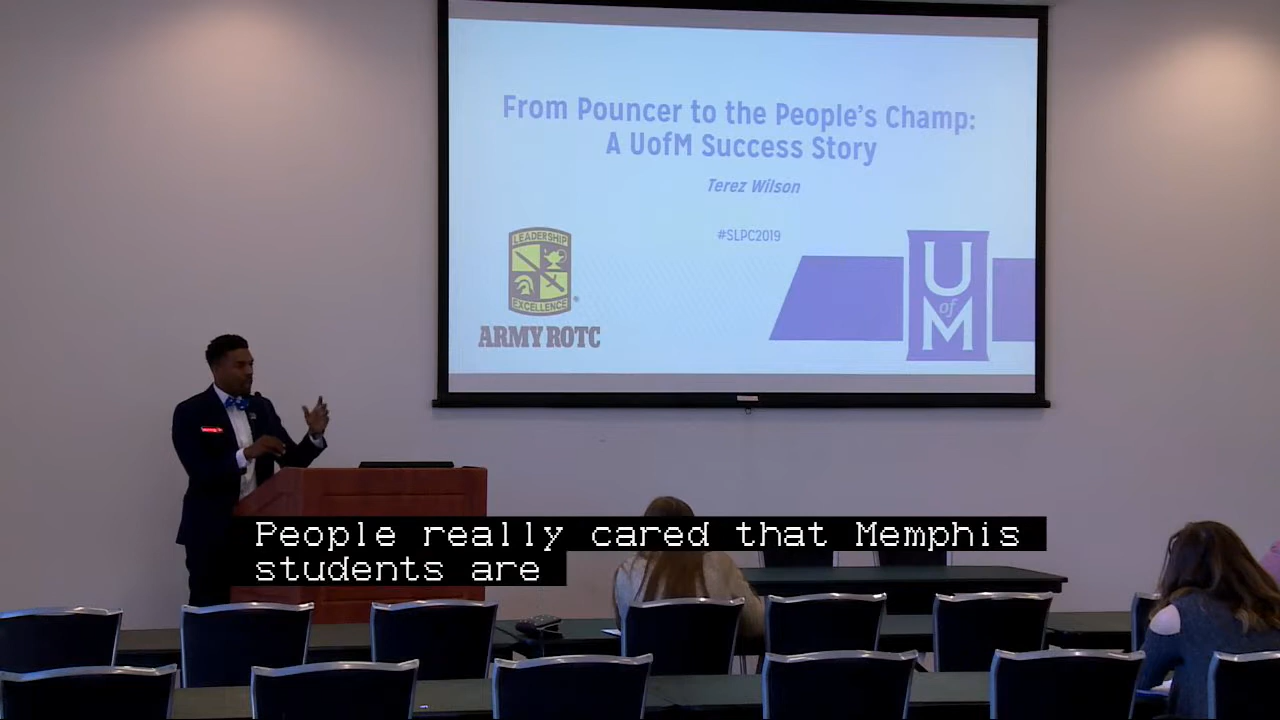 From Pouncer to the People's Champ:
A UofM Success Story
Terez Wilson
#SLPC2019
LEADERSHIP
EXCELLENCE
ARMY ROTC
U
of
M
People really cared that Memphis
students are